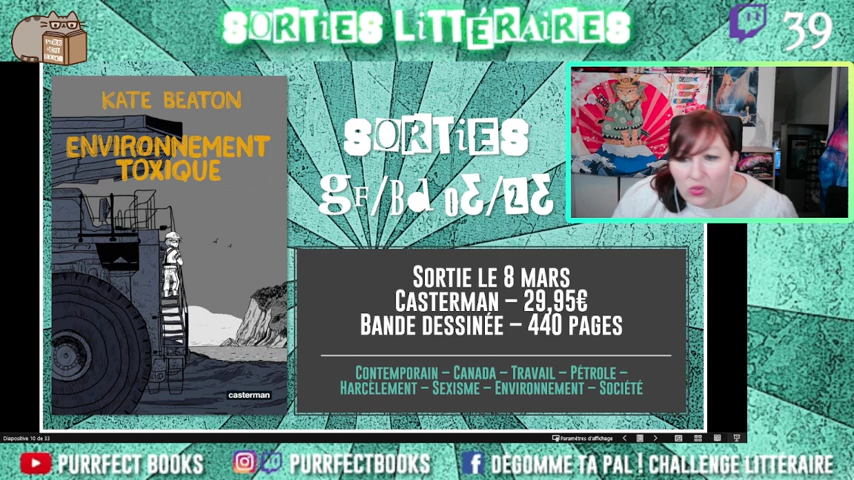 SORTIES LITTÉRAIRES
39
KATE BEATON
ENVIRONNEMENT
TOXIQUE
casterman
SORTIES
GF/BD 03/23
SORTIE LE 8 MARS
CASTERMAN – 29,95€
BANDE DESSINÉE – 440 PAGES
CONTEMPORAIN – CANADA – TRAVAIL – PÉTROLE –
HARCÈLEMENT – SEXISME – ENVIRONNEMENT – SOCIÉTÉ
Diapositive 10 de 33
Paramètres d'affichage
PURRFECT BOOKS
PURRFECTBOOKS
DÉGOMME TA PAL ! CHALLENGE LITTÉRAIRE